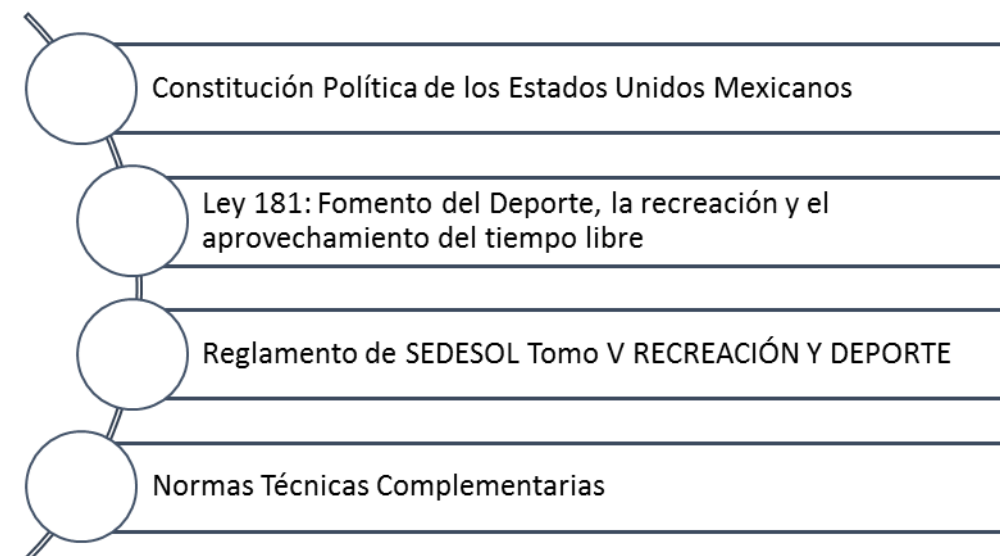 Constitución Política de los Estados Unidos Mexicanos
Ley 181: Fomento del Deporte, la recreación y el
aprovechamiento del tiempo libre
Reglamento de SEDESOL Tomo V RECREACIÓN Y DEPORTE
Normas Técnicas Complementarias